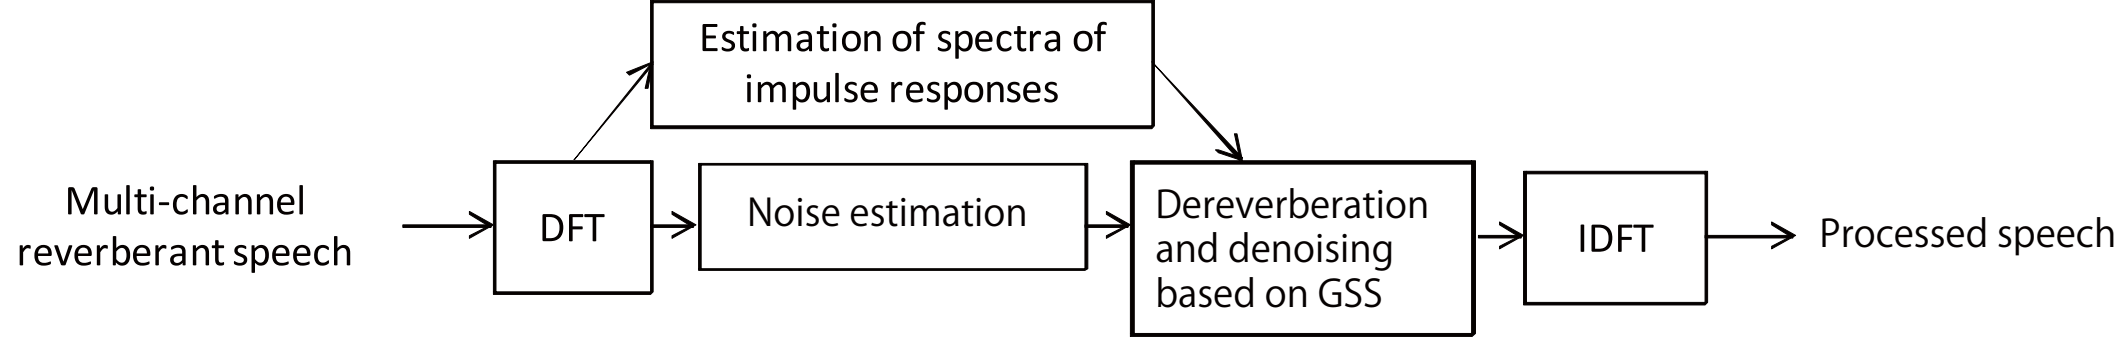 Estimation of spectra of
impulse responses
Multi-channel
reverberant speech
DFT
Noise estimation
Dereverberation
and denoising
based on GSS
IDFT
Processed speech